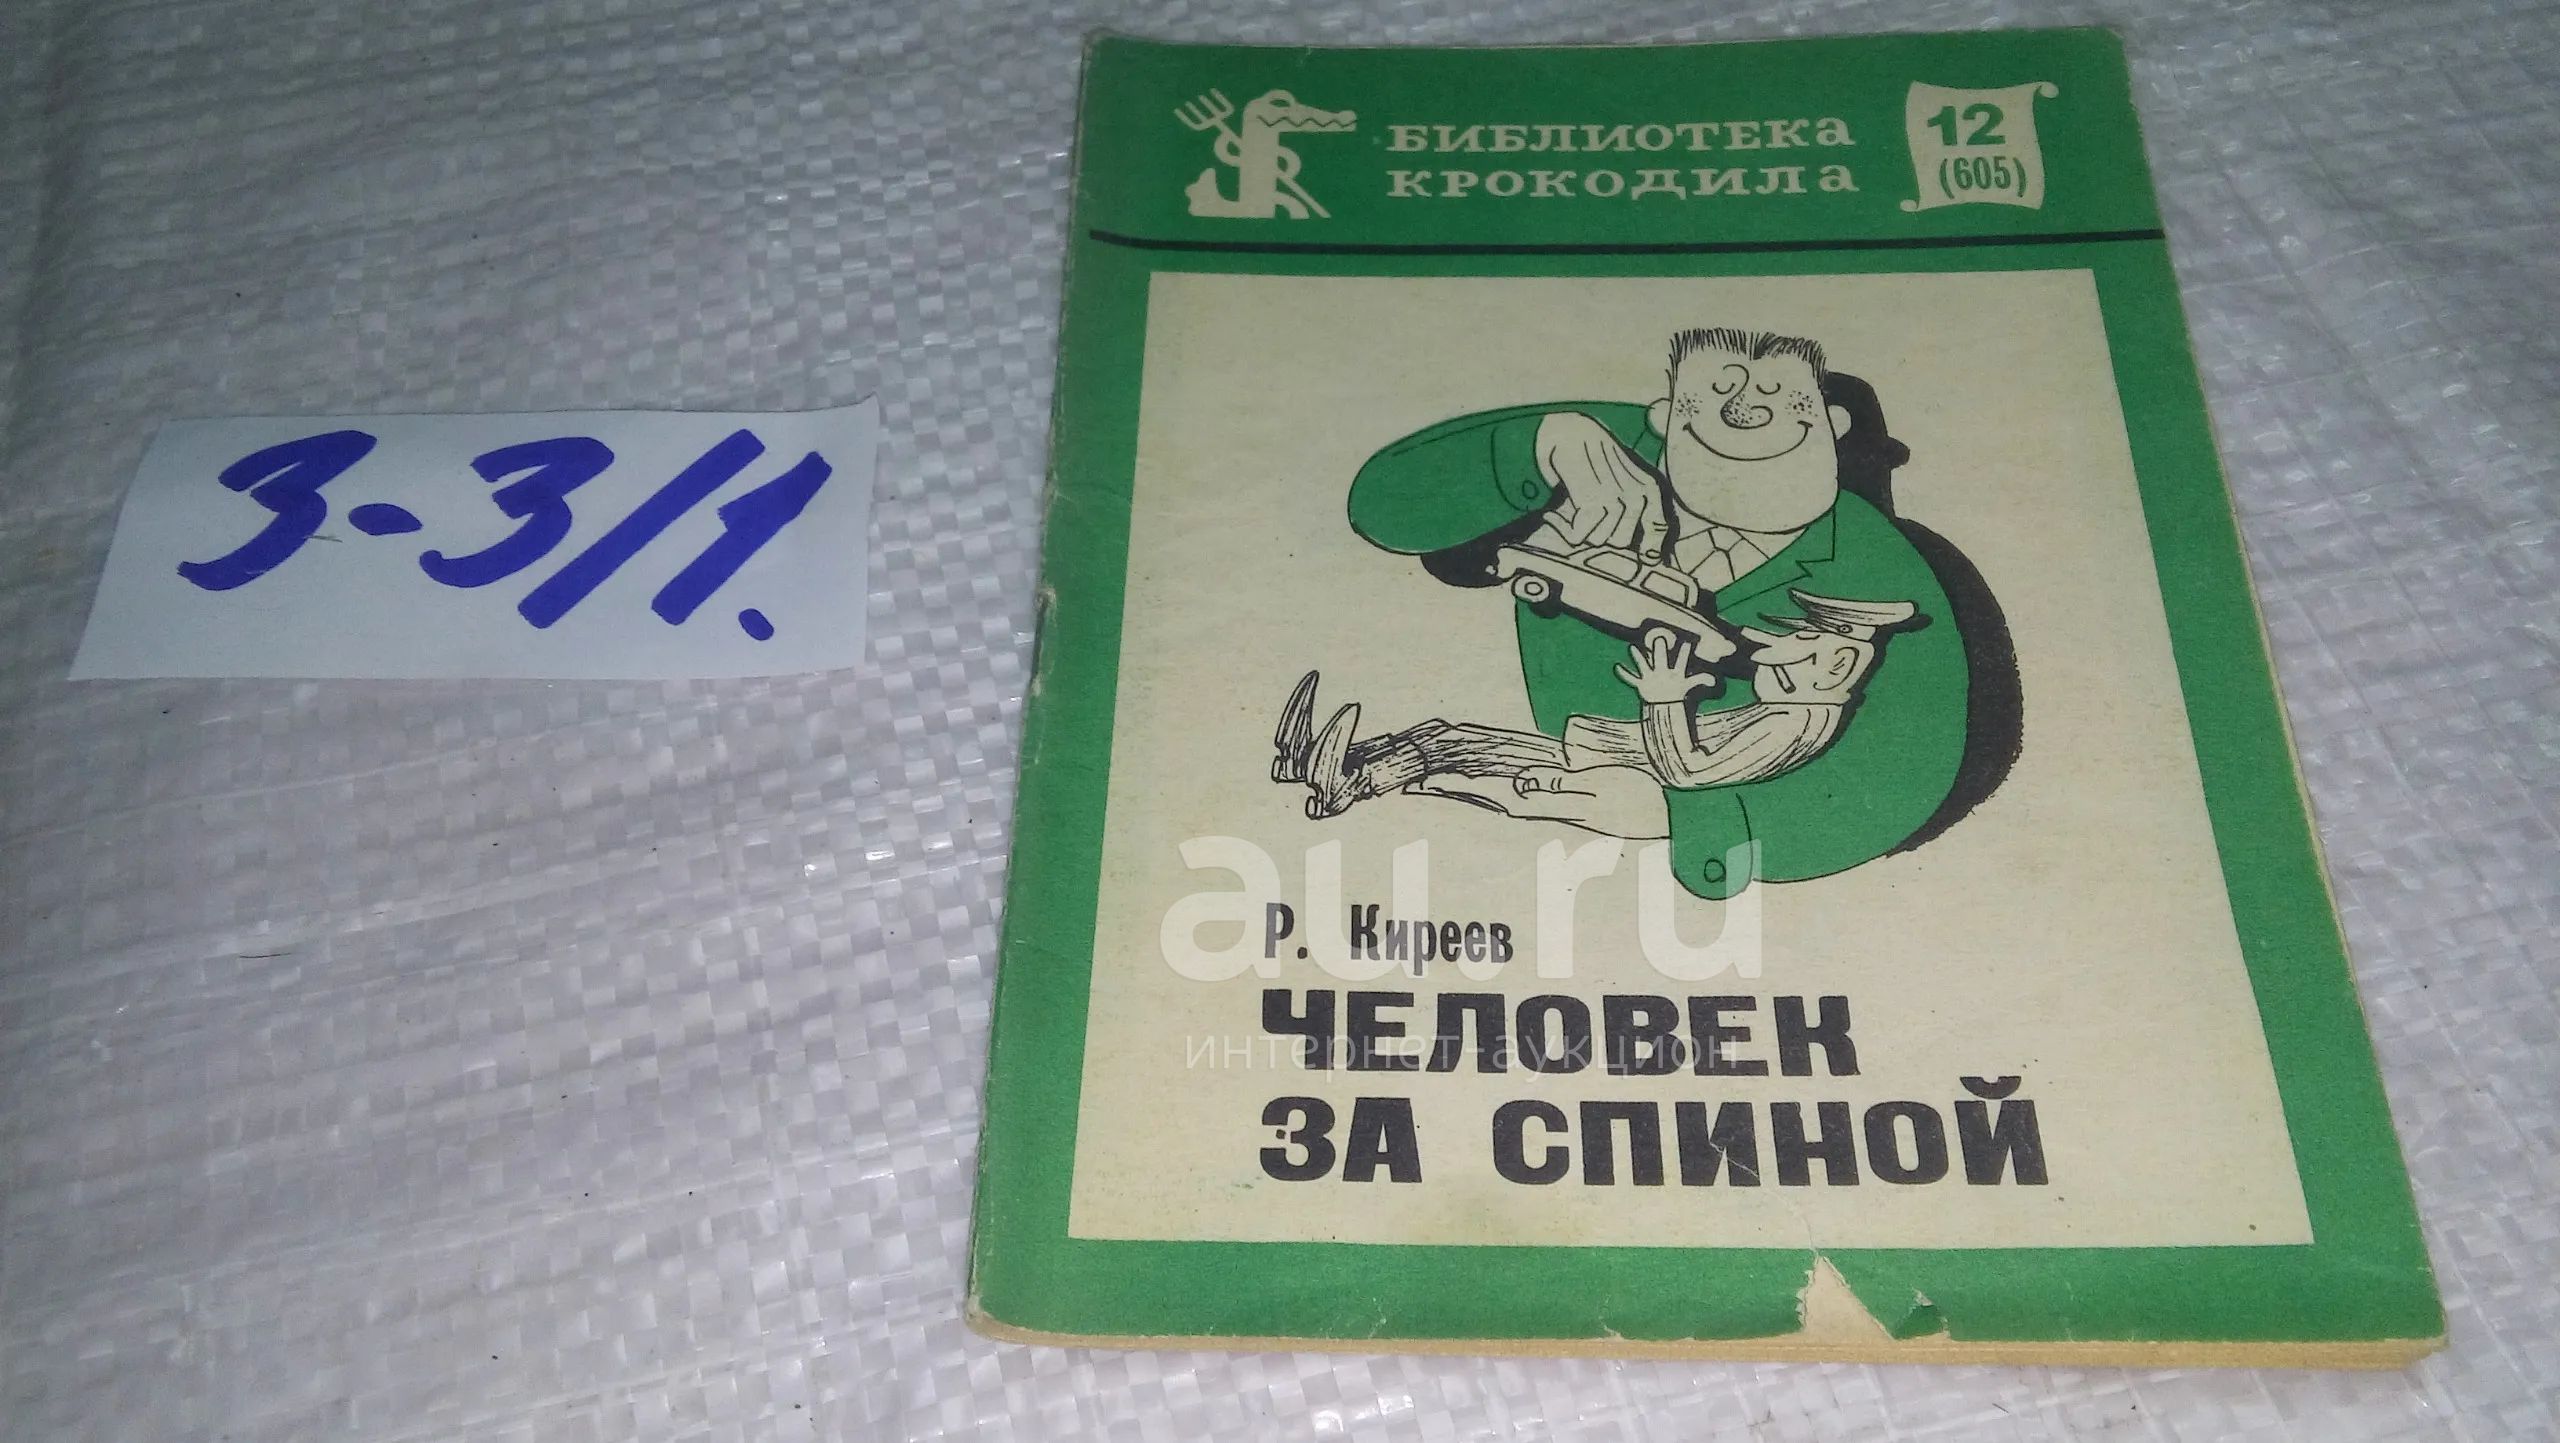 3-3/1.
БИБЛИОТЕКА
КРОКОДИЛА
12
(605)
Р. Киреев
ЧЕЛОВЕК
ЗА СПИНОЙ
au.ru
интернет-аукцион